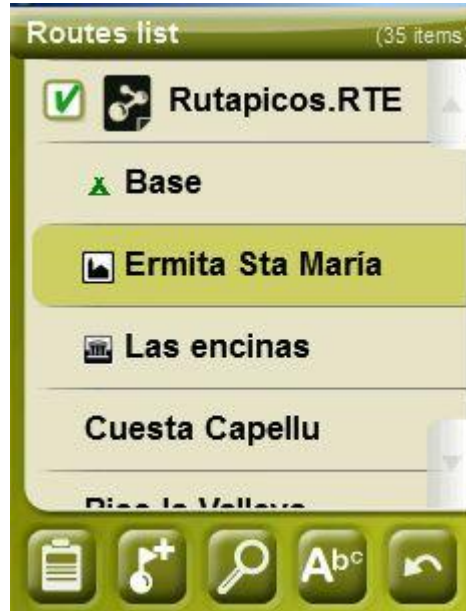 Routes list (35 items)
Rutapicos.RTE
Base
Ermita Sta María
Las encinas
Cuesta Capellu
Abc